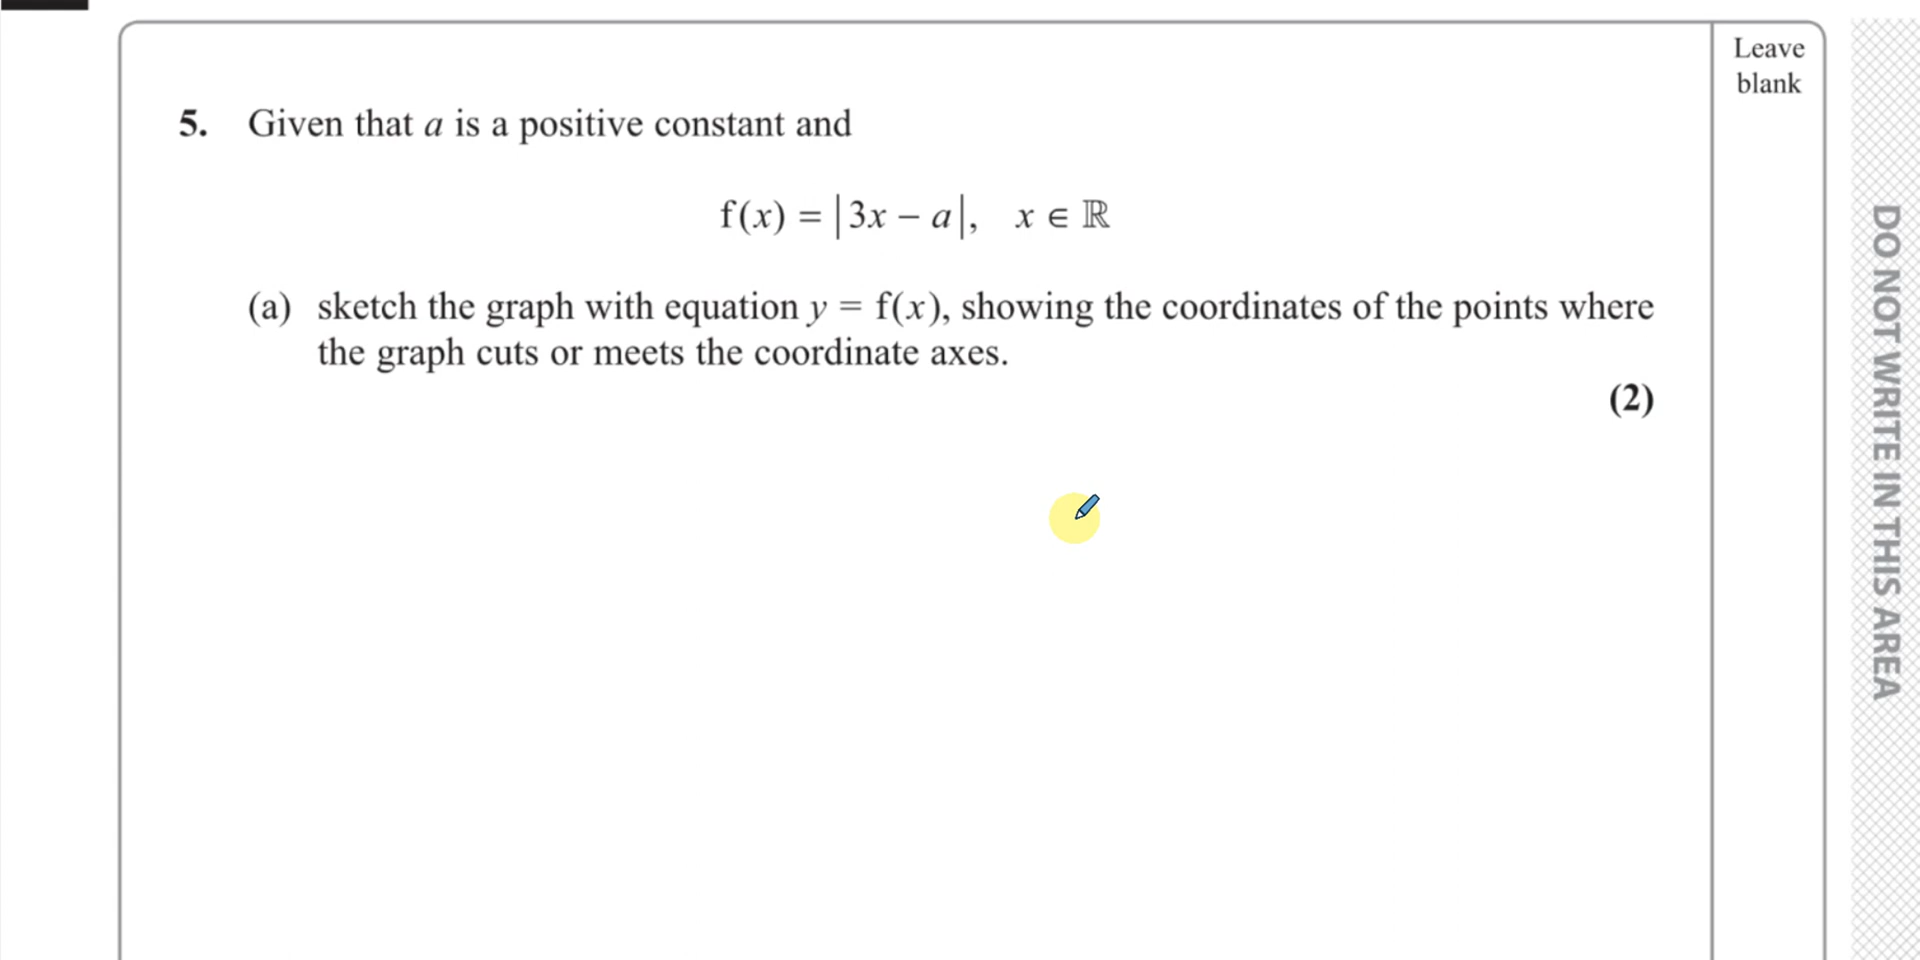 Leave
blank
5. Given that a is a positive constant and
f(x) = |3x − a|, x ∈ ℝ
(a) sketch the graph with equation y = f(x), showing the coordinates of the points where
the graph cuts or meets the coordinate axes.
(2)
DO NOT WRITE IN THIS AREA